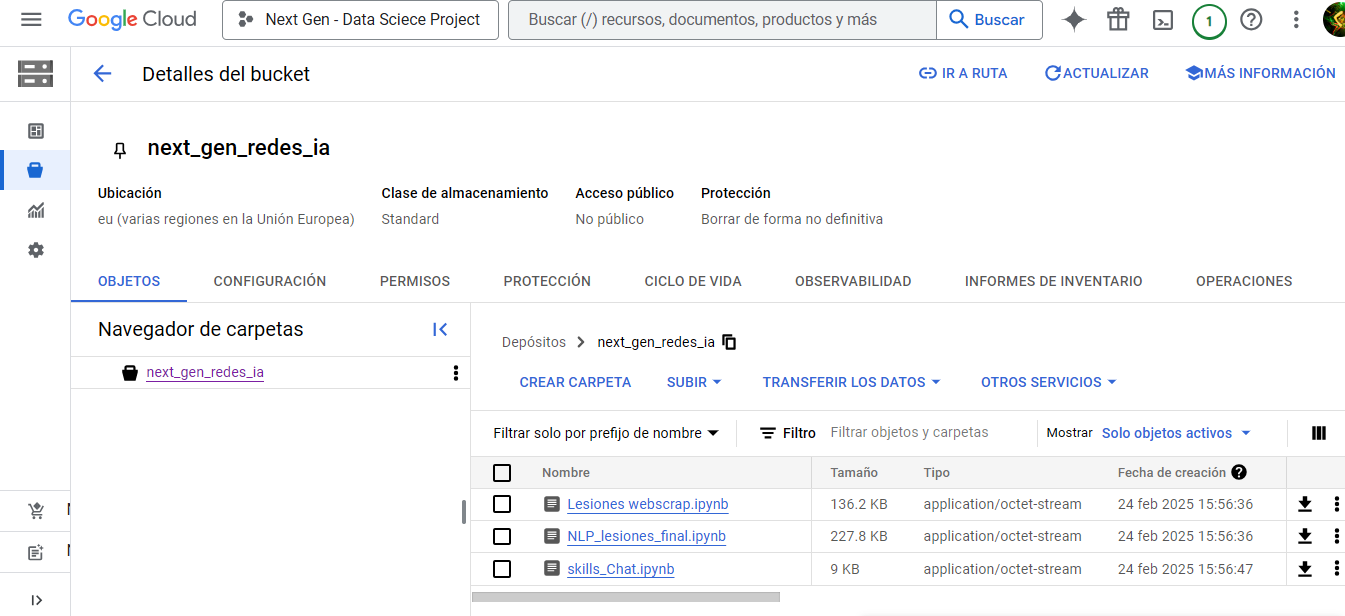 Google Cloud
Next Gen - Data Sciece Project
Buscar (/) recursos, documentos, productos y más
Buscar
1
Detalles del bucket
IR A RUTA
ACTUALIZAR
MÁS INFORMACIÓN
next_gen_redes_ia
Ubicación
Clase de almacenamiento
Acceso público
Protección
eu (varias regiones en la Unión Europea)
Standard
No público
Borrar de forma no definitiva
OBJETOS
CONFIGURACIÓN
PERMISOS
PROTECCIÓN
CICLO DE VIDA
OBSERVABILIDAD
INFORMES DE INVENTARIO
OPERACIONES
Navegador de carpetas
next_gen_redes_ia
Depósitos
next_gen_redes_ia
CREAR CARPETA
SUBIR
TRANSFERIR LOS DATOS
OTROS SERVICIOS
Filtrar solo por prefijo de nombre
Filtro
Filtrar objetos y carpetas
Mostrar
Solo objetos activos
Nombre
Tamaño
Tipo
Fecha de creación
Lesiones webscrap.ipynb
136.2 KB
application/octet-stream
24 feb 2025 15:56:36
NLP_lesiones_final.ipynb
227.8 KB
application/octet-stream
24 feb 2025 15:56:36
skills_Chat.ipynb
9 KB
application/octet-stream
24 feb 2025 15:56:47